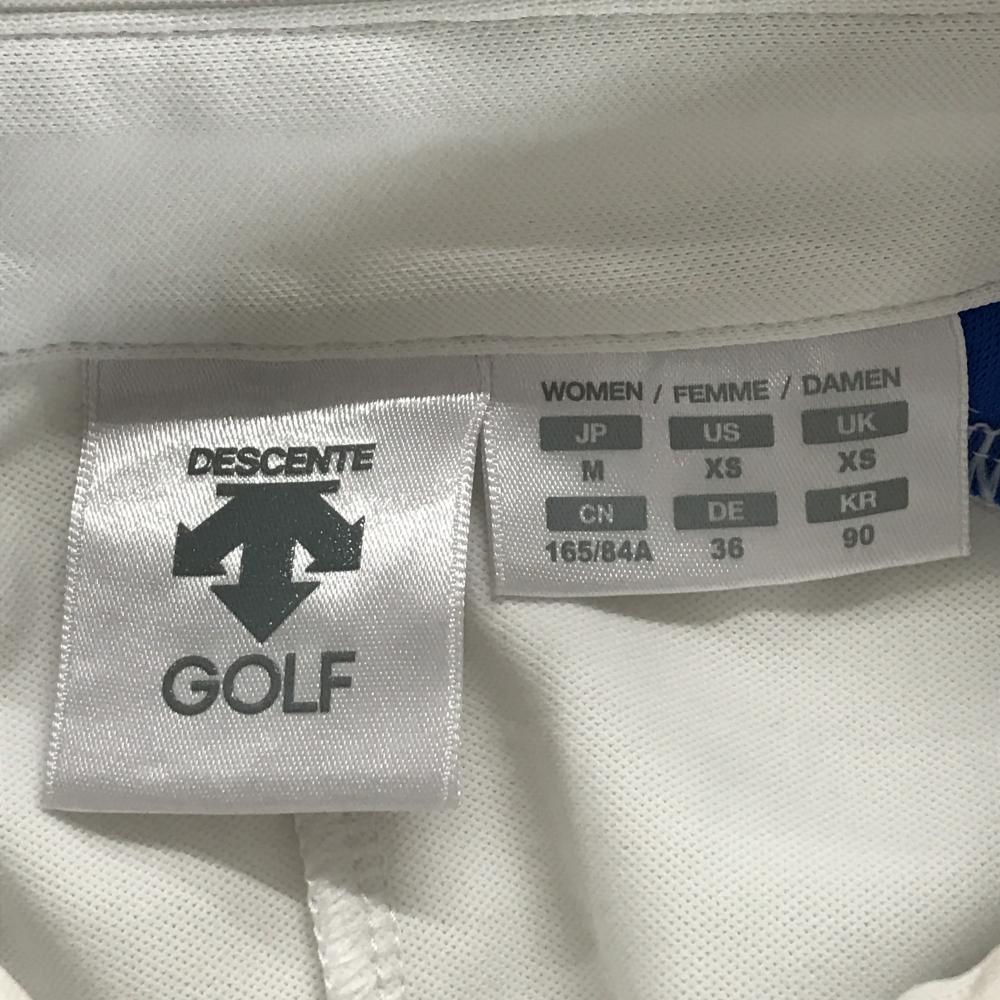 DESCENTE
GOLF
WOMEN / FEMME / DAMEN
JP US UK
M XS XS
CN DE KR
165/84A 36 90